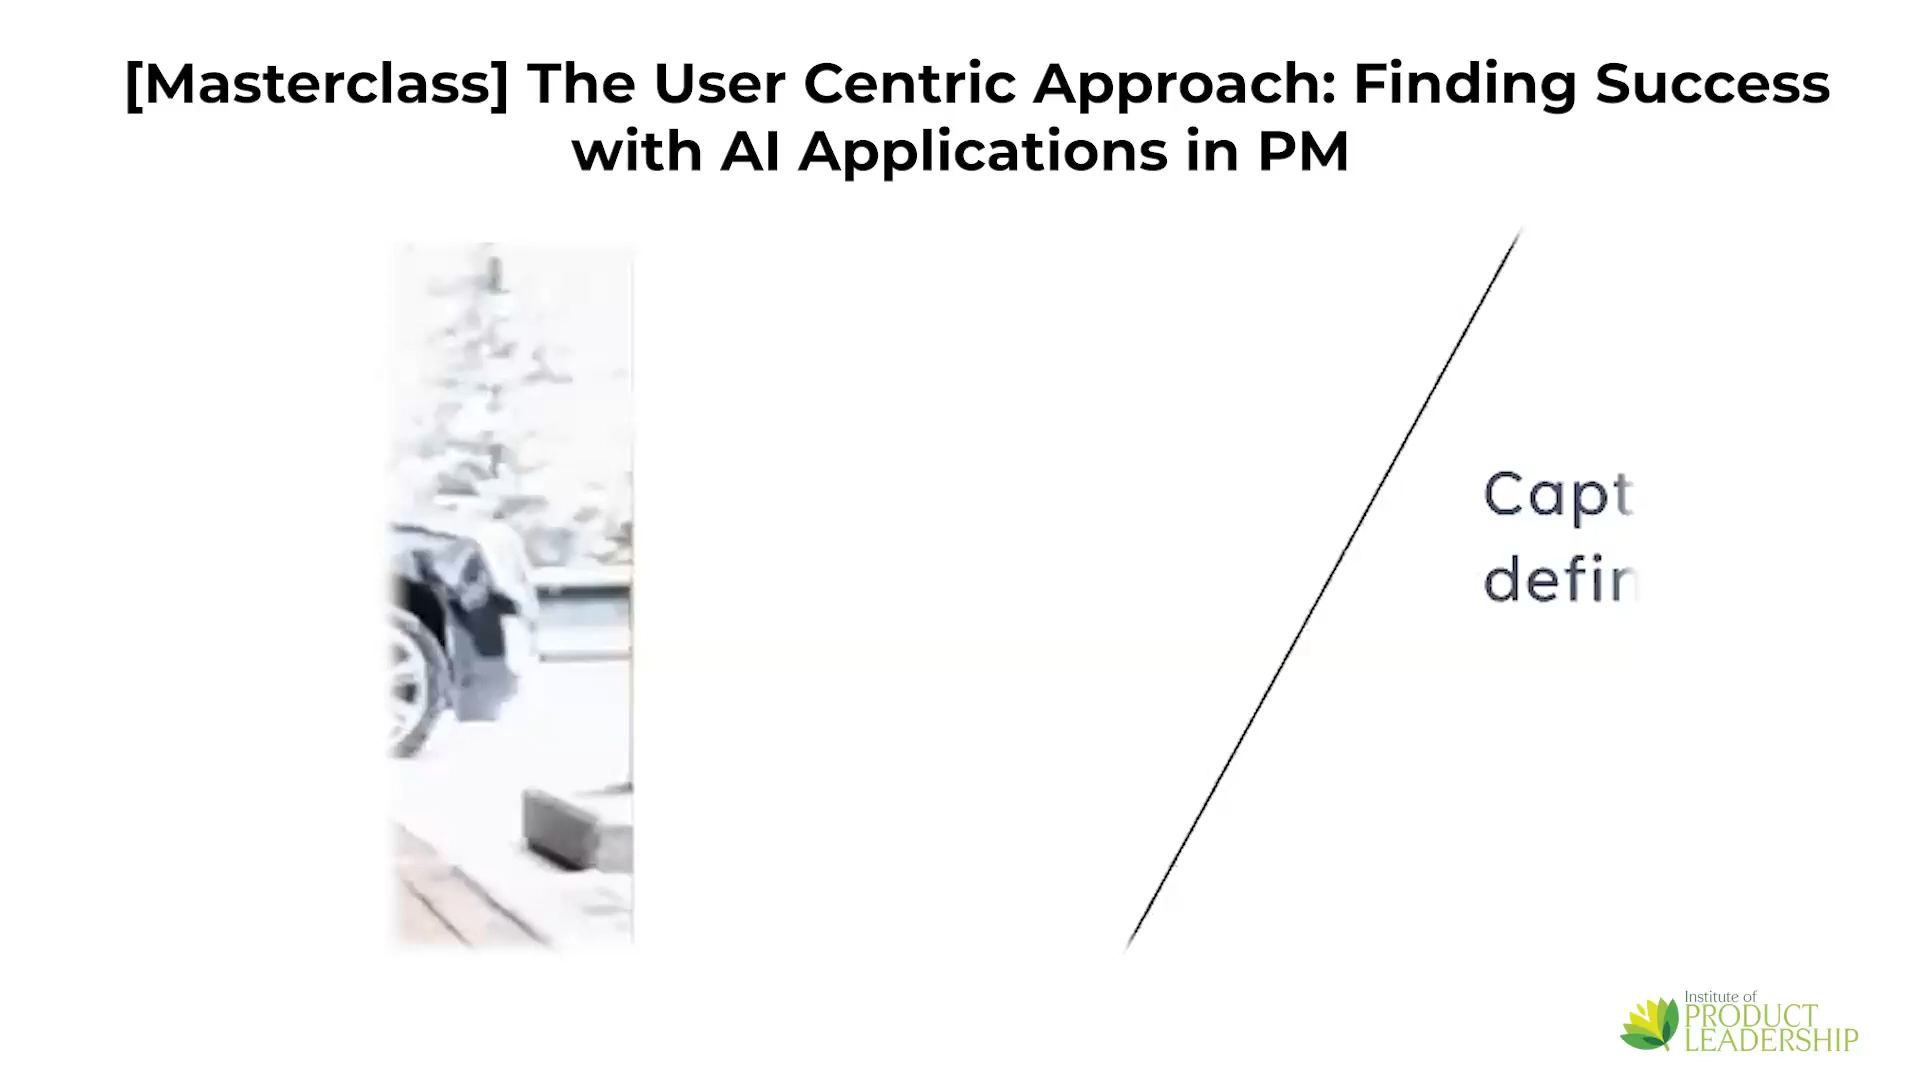 [Masterclass] The User Centric Approach: Finding Success
with AI Applications in PM
Capt
defin
Institute of
PRODUCT
LEADERSHIP